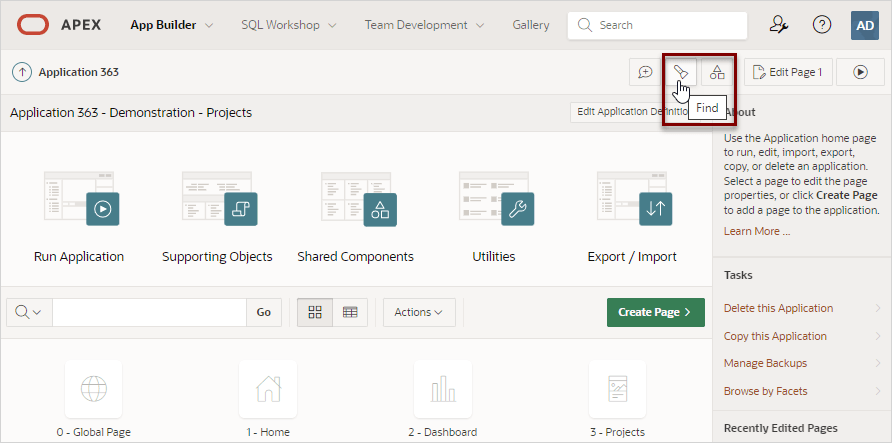 APEX
App Builder
SQL Workshop
Team Development
Gallery
Search
AD
Application 363
Edit Page 1
Find
Application 363 - Demonstration - Projects
Edit Application Definitio
About
Use the Application home page
to run, edit, import, export,
copy, or delete an application.
Select a page to edit the page
properties, or click Create Page
to add a page to the application.
Learn More ...
Run Application
Supporting Objects
Shared Components
Utilities
Export / Import
Tasks
Delete this Application
Copy this Application
Manage Backups
Browse by Facets
Recently Edited Pages
Go
Actions
Create Page
0 - Global Page
1 - Home
2 - Dashboard
3 - Projects